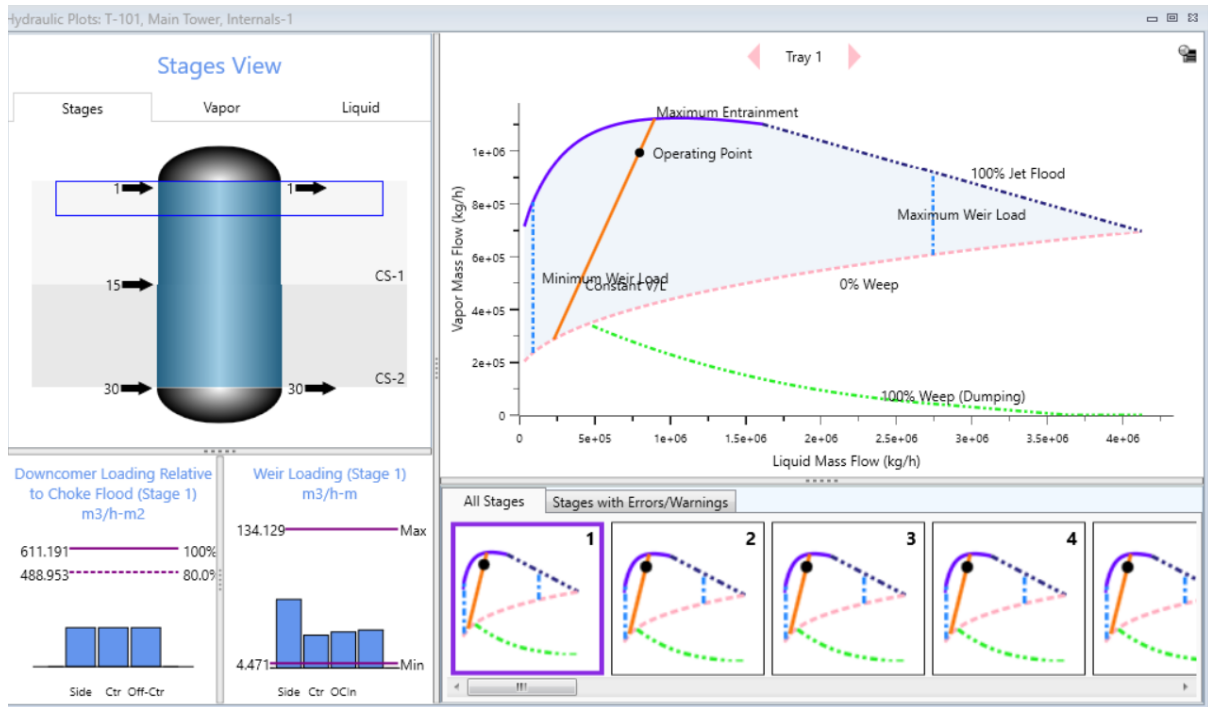 Hydraulic Plots: T-101, Main Tower, Internals-1
Stages View
Stages
Vapor
Liquid
1
1
15
CS-1
30
30
CS-2
Downcomer Loading Relative
to Choke Flood (Stage 1)
m3/h-m2
611.191
100%
488.953
80.0%
Side Ctr Off-Ctr
Weir Loading (Stage 1)
m3/h-m
134.129
Max
4.471
Min
Side Ctr OCIn
Tray 1
Maximum Entrainment
Operating Point
100% Jet Flood
Maximum Weir Load
Minimum Weir Load
Constant V/L
0% Weep
100% Weep (Dumping)
Vapor Mass Flow (kg/h)
1e+06
8e+05
6e+05
4e+05
2e+05
0
0 5e+05 1e+06 1.5e+06 2e+06 2.5e+06 3e+06 3.5e+06 4e+06
Liquid Mass Flow (kg/h)
All Stages
Stages with Errors/Warnings
1
2
3
4